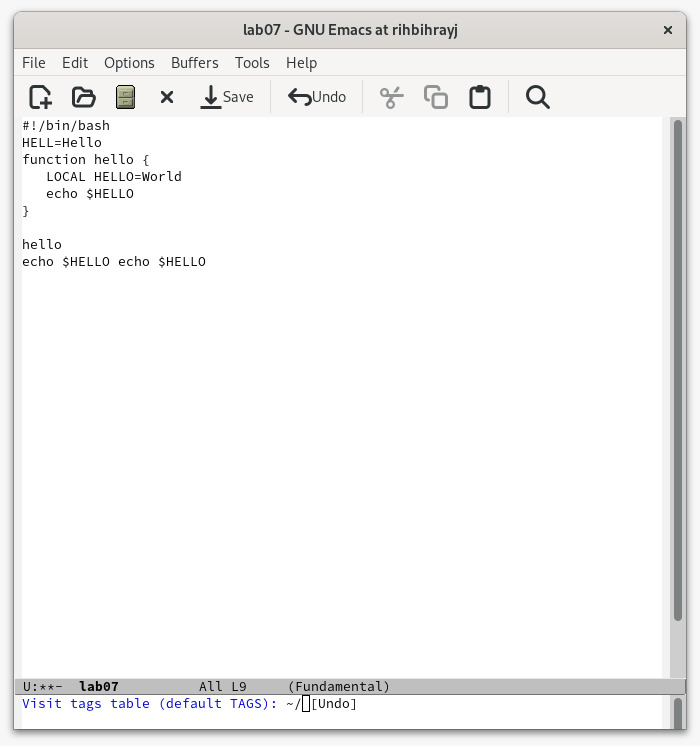 lab07 - GNU Emacs at rihbihrayj
File Edit Options Buffers Tools Help
Save Undo
#!/bin/bash
HELL=Hello
function hello {
   LOCAL HELLO=World
   echo $HELLO
}

hello
echo $HELLO echo $HELLO
U:**-  lab07          All L9     (Fundamental)
Visit tags table (default TAGS): ~/ [Undo]